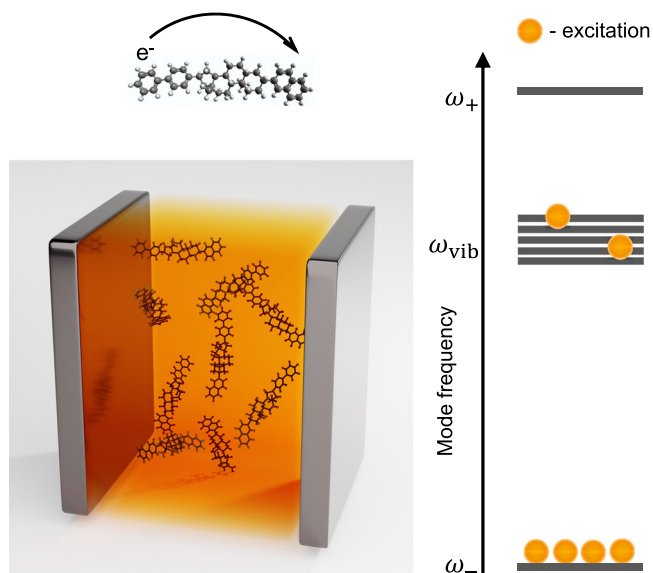 e⁻
- excitation
ω₊
ω_vib
Mode frequency
ω₋